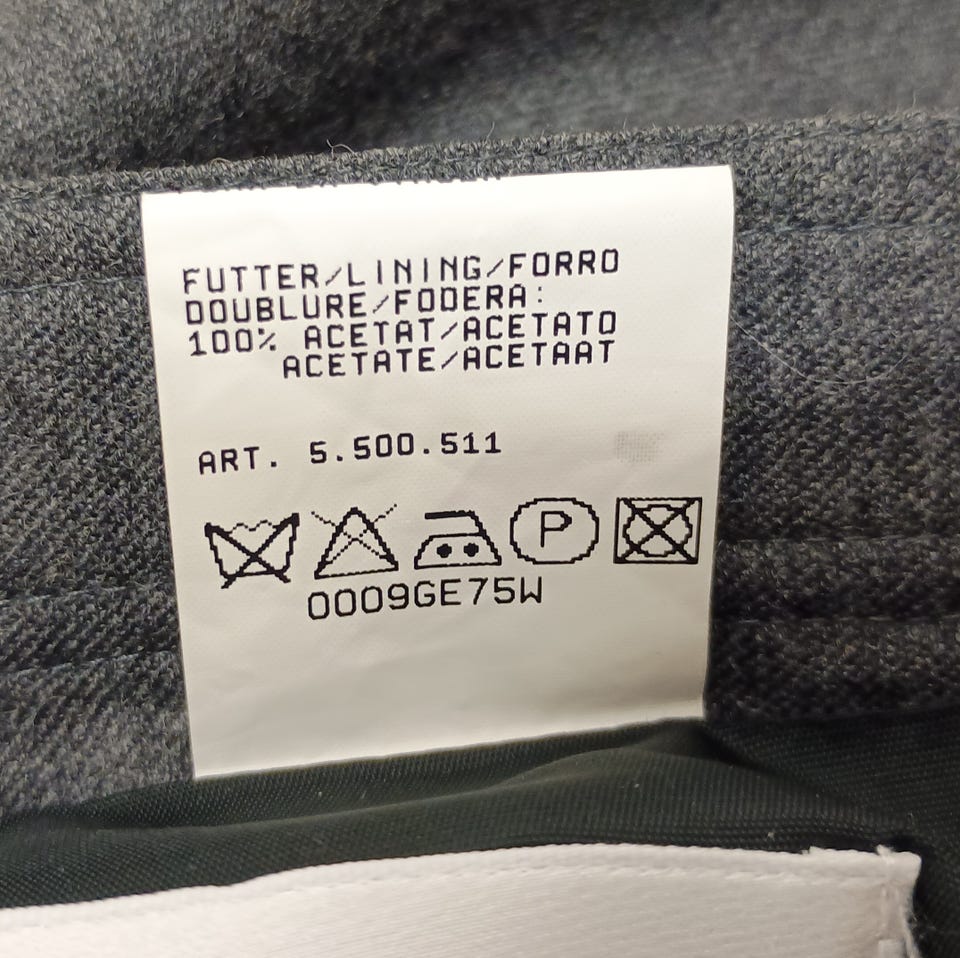 FUTTER/LINING/FORRO
DOUBLURE/FODERA:
100% ACETAT/ACETATO
ACETATE/ACETAAT
ART. 5.500.511
P
0009GE75W